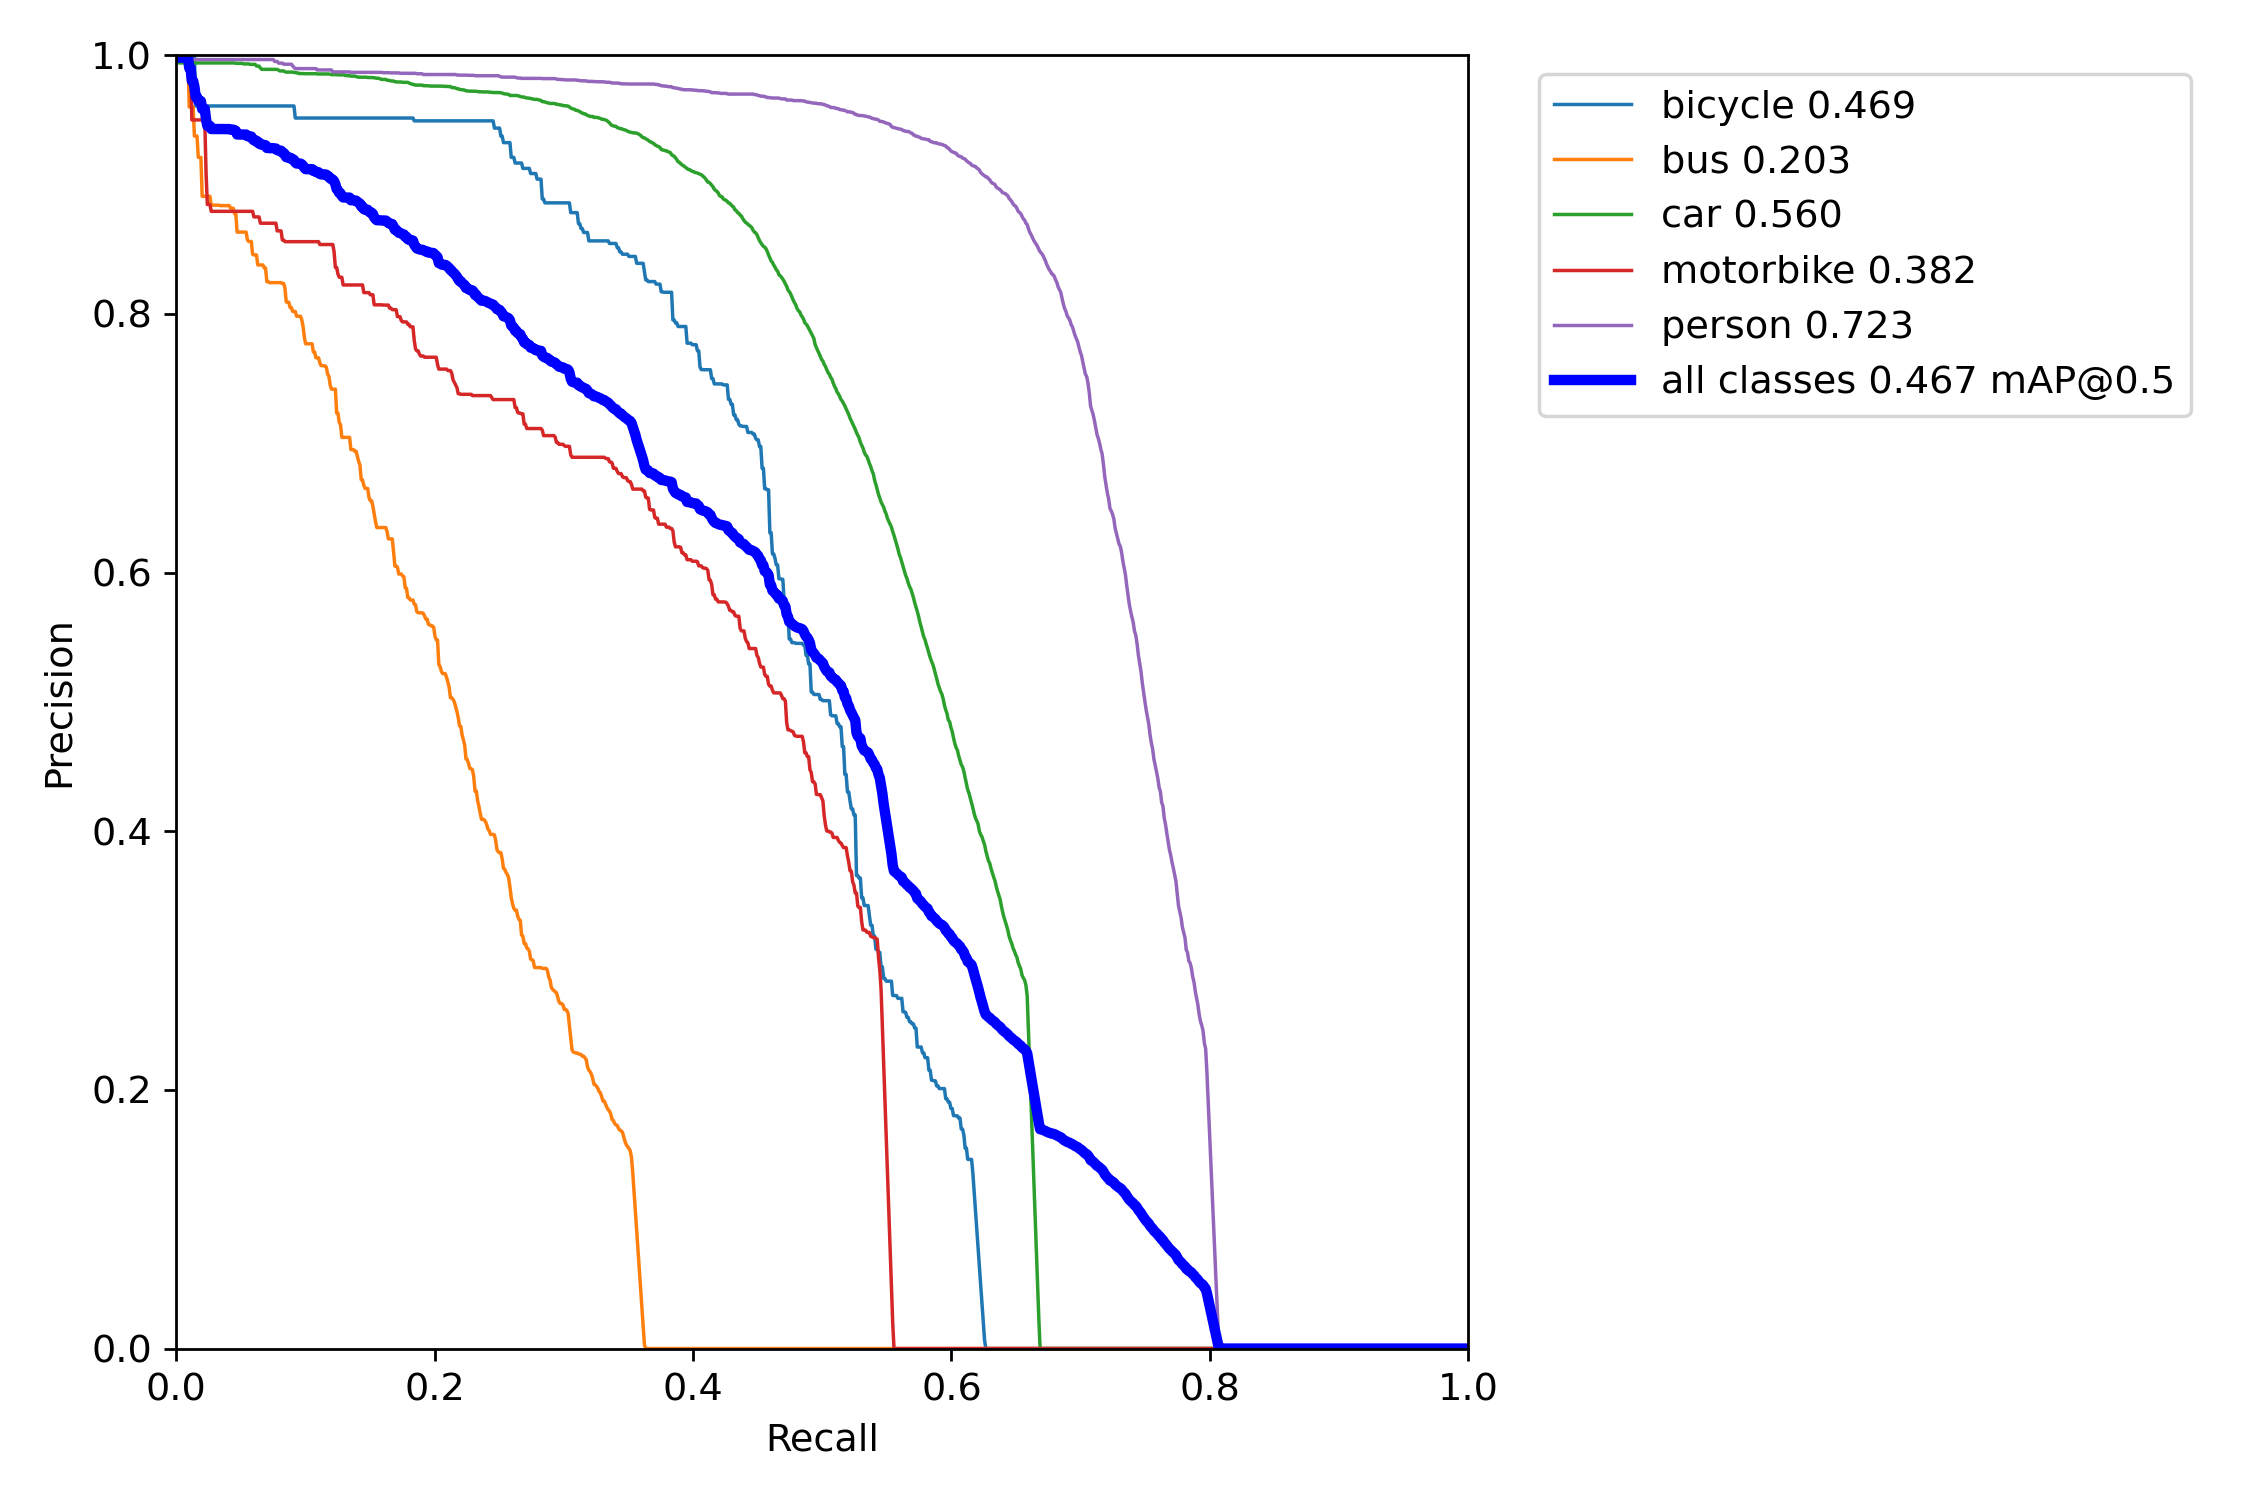 1.0
0.8
0.6
0.4
0.2
0.0
Precision
0.0 0.2 0.4 0.6 0.8 1.0
Recall
bicycle 0.469
bus 0.203
car 0.560
motorbike 0.382
person 0.723
all classes 0.467 mAP@0.5